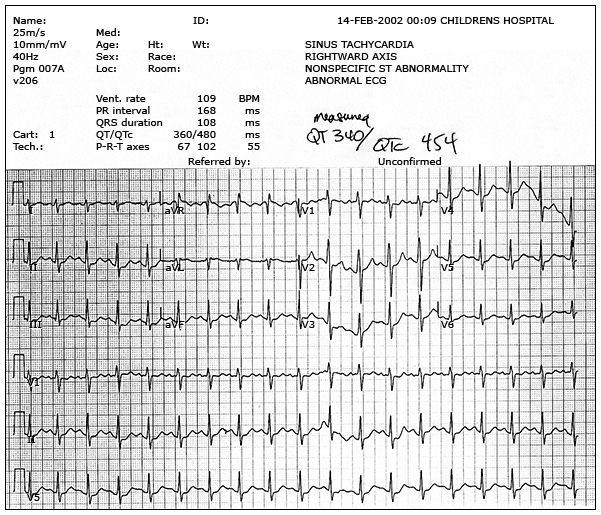 Name: ID: 14-FEB-2002 00:09 CHILDRENS HOSPITAL
25m/s Med:
10mm/mV Age: Ht: Wt: SINUS TACHYCARDIA
40Hz Sex: Race: RIGHTWARD AXIS
Pgm 007A Loc: Room: NONSPECIFIC ST ABNORMALITY
v206 ABNORMAL ECG
Vent. rate 109 BPM
PR interval 168 ms
QRS duration 108 ms
Cart: 1 QT/QTc 360/480 ms
Tech.: P-R-T axes 67 102 55
measured
QT 340/ QTc 454
Referred by: Unconfirmed
I aVR V1 V4
II aVL V2 V5
III aVF V3 V6
V1
II
V5